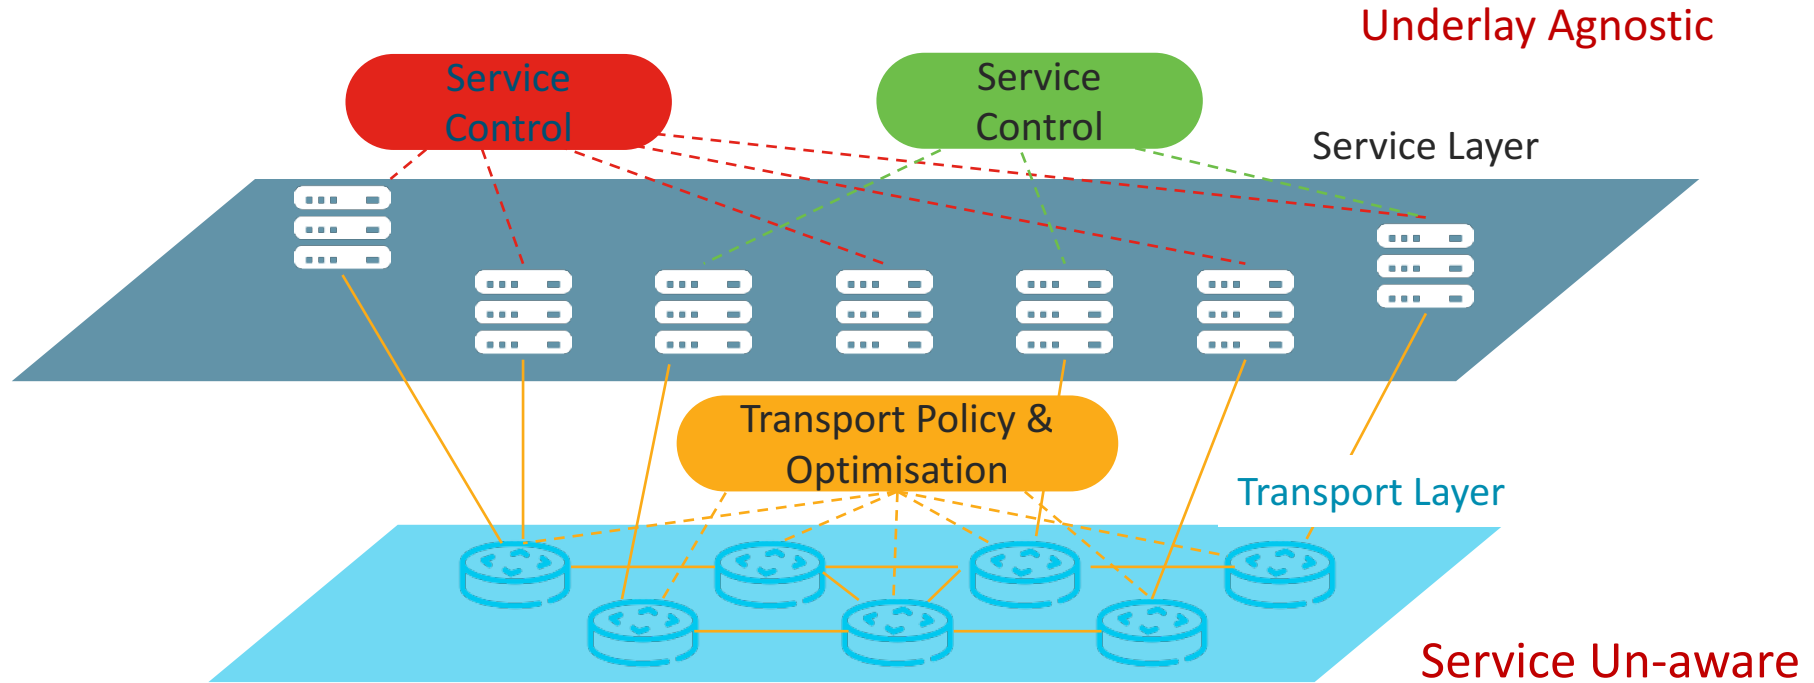 Underlay Agnostic
Service
Control
Service
Control
Service Layer
Transport Policy &
Optimisation
Transport Layer
Service Un-aware